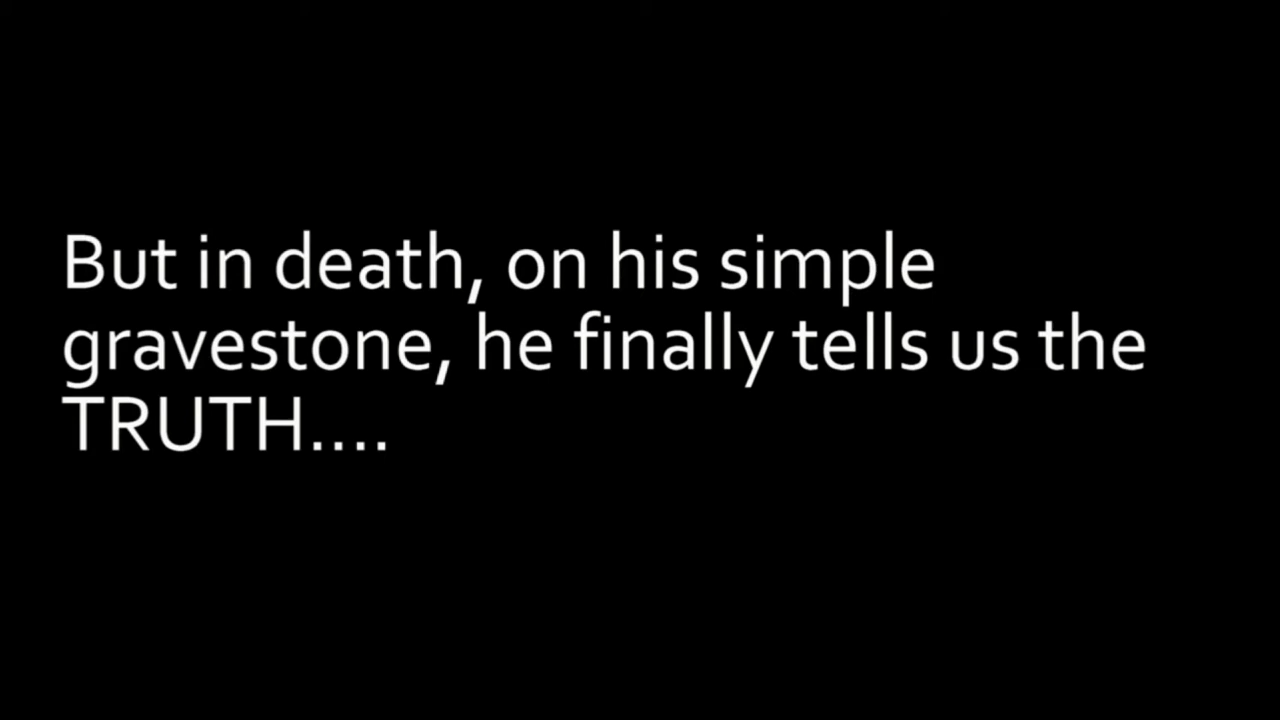 But in death, on his simple
gravestone, he finally tells us the
TRUTH....